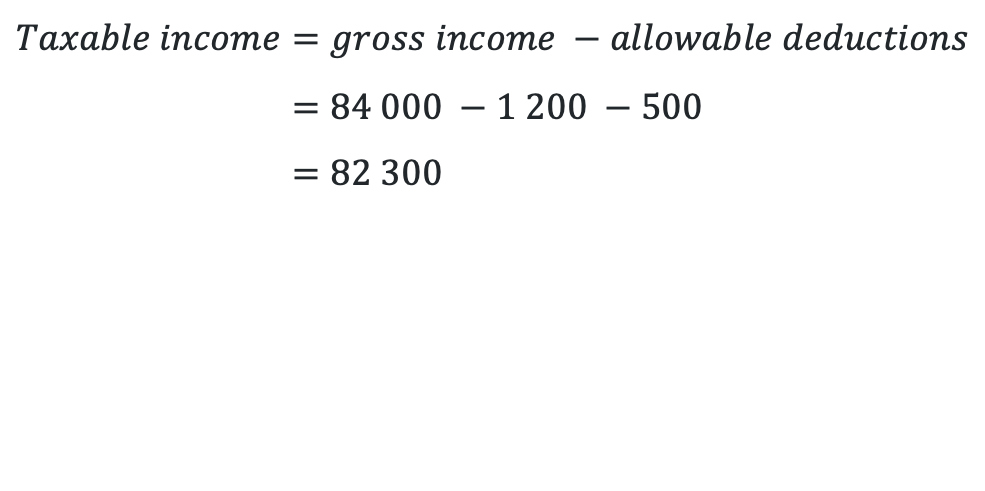 Taxable income = gross income − allowable deductions
= 84 000 − 1 200 − 500
= 82 300